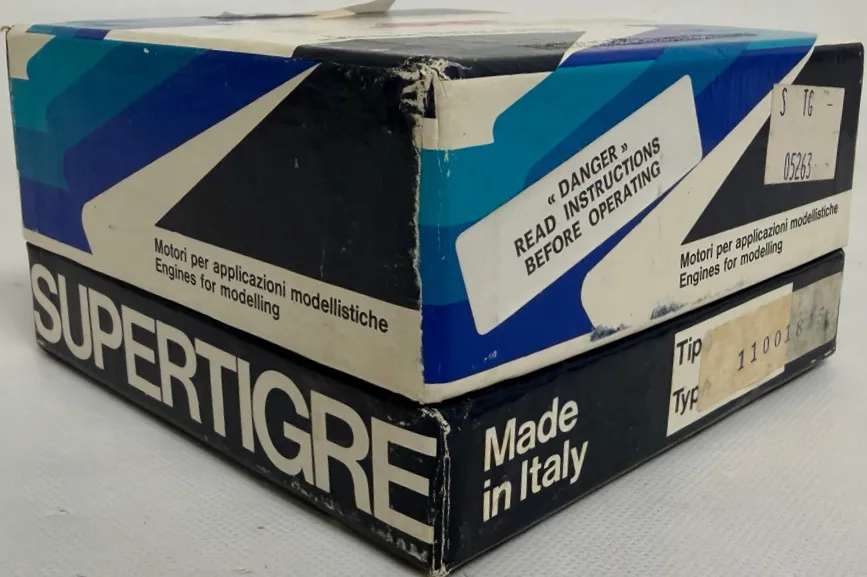 Motori per applicazioni modellistiche
Engines for modelling
SUPERTIGRE
« DANGER »
READ INSTRUCTIONS
BEFORE OPERATING
S TG -
05263
Motori per applicazioni modellistiche
Engines for modelling
Made
in Italy
Tip
110018
Typ